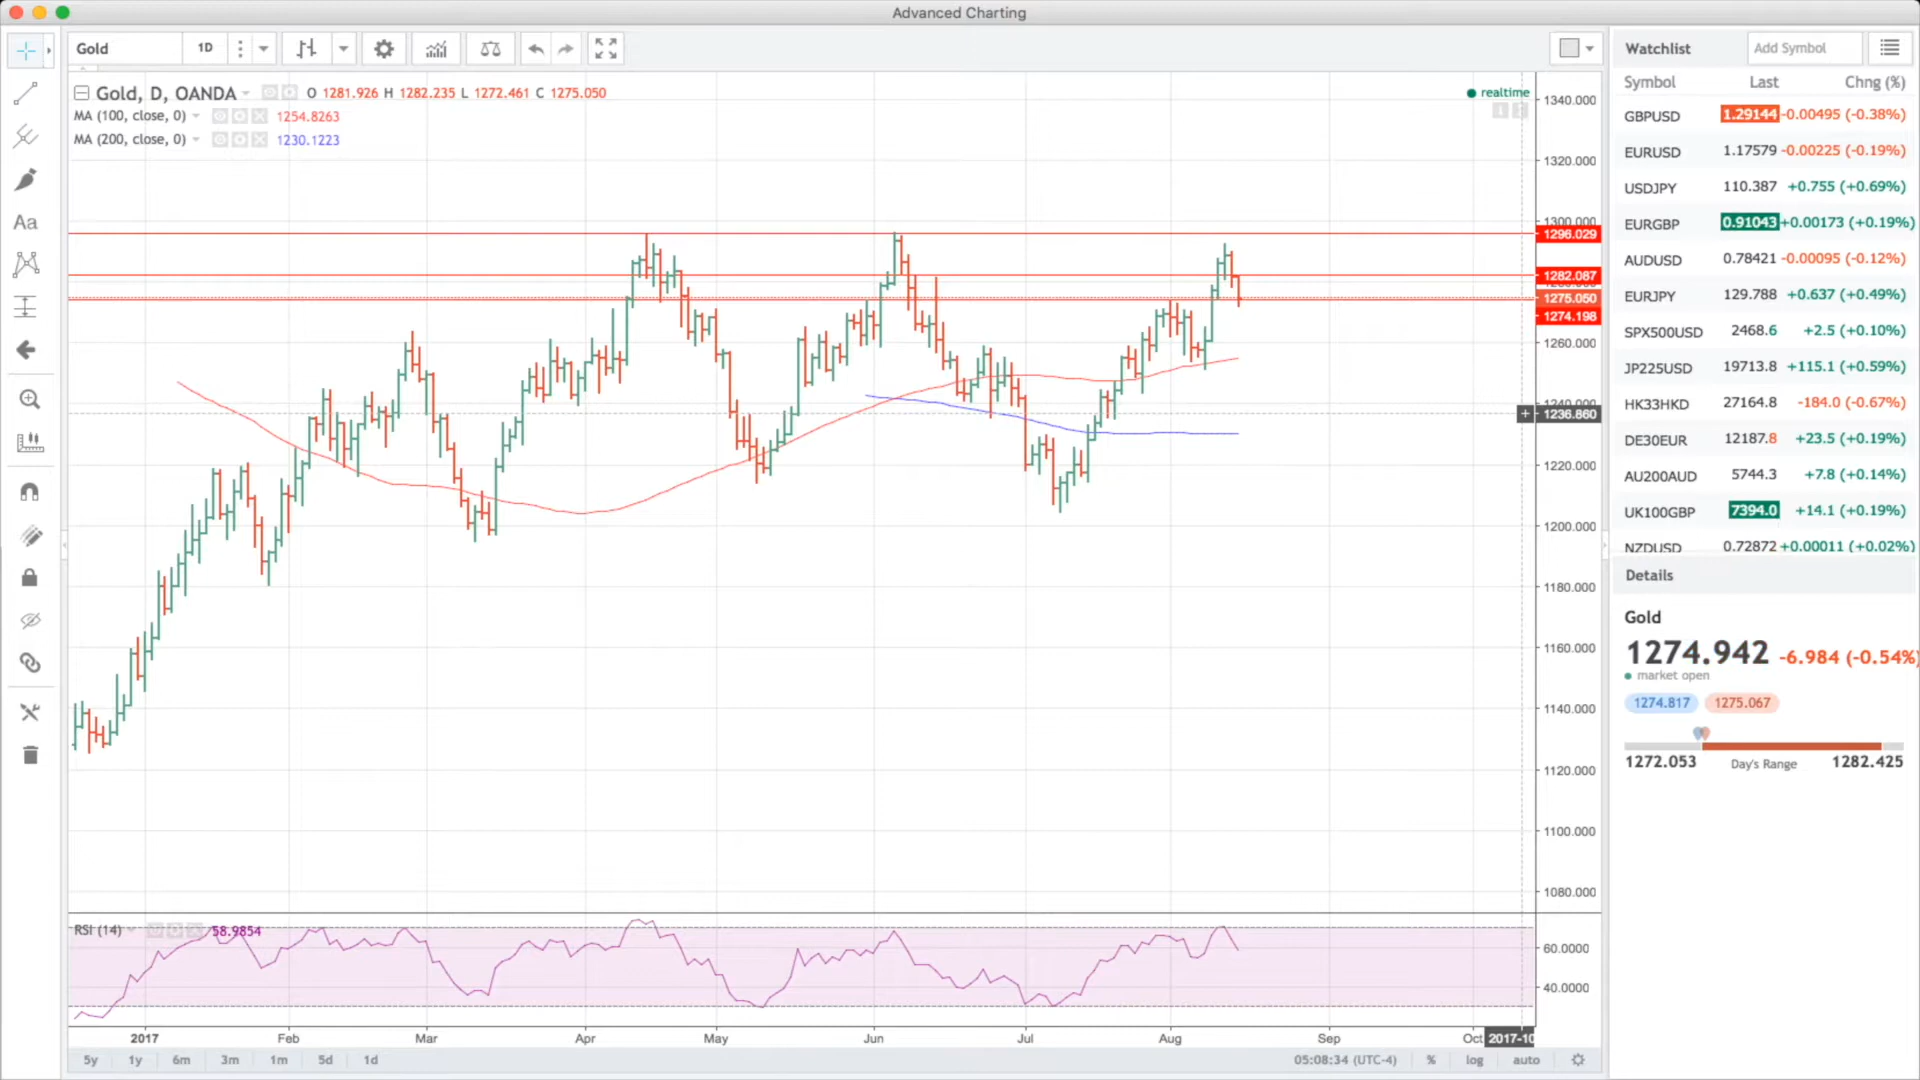 Advanced Charting
Gold 1D
Watchlist Add Symbol
Gold, D, OANDA O 1281.926 H 1282.235 L 1272.461 C 1275.050
MA (100, close, 0) 1254.8263
MA (200, close, 0) 1230.1223
realtime
1340.000
1320.000
1300.000
1296.029
1282.087
1275.050
1274.198
1260.000
1240.000
1236.860
1220.000
1200.000
1180.000
1160.000
1140.000
1120.000
1100.000
1080.000
RSI (14) 58.9854
60.0000
40.0000
2017 Feb Mar Apr May Jun Jul Aug Sep Oct 2017-10
5y 1y 6m 3m 1m 5d 1d 05:08:34 (UTC-4) % log auto
Aa
Symbol Last Chng (%)
GBPUSD 1.29144 -0.00495 (-0.38%)
EURUSD 1.17579 -0.00225 (-0.19%)
USDJPY 110.387 +0.755 (+0.69%)
EURGBP 0.91043 +0.00173 (+0.19%)
AUDUSD 0.78421 -0.00095 (-0.12%)
EURJPY 129.788 +0.637 (+0.49%)
SPX500USD 2468.6 +2.5 (+0.10%)
JP225USD 19713.8 +115.1 (+0.59%)
HK33HKD 27164.8 -184.0 (-0.67%)
DE30EUR 12187.8 +23.5 (+0.19%)
AU200AUD 5744.3 +7.8 (+0.14%)
UK100GBP 7394.0 +14.1 (+0.19%)
NZDUSD 0.72872 +0.00011 (+0.02%)
Details
Gold
1274.942 -6.984 (-0.54%)
market open
1274.817 1275.067
1272.053 Day's Range 1282.425